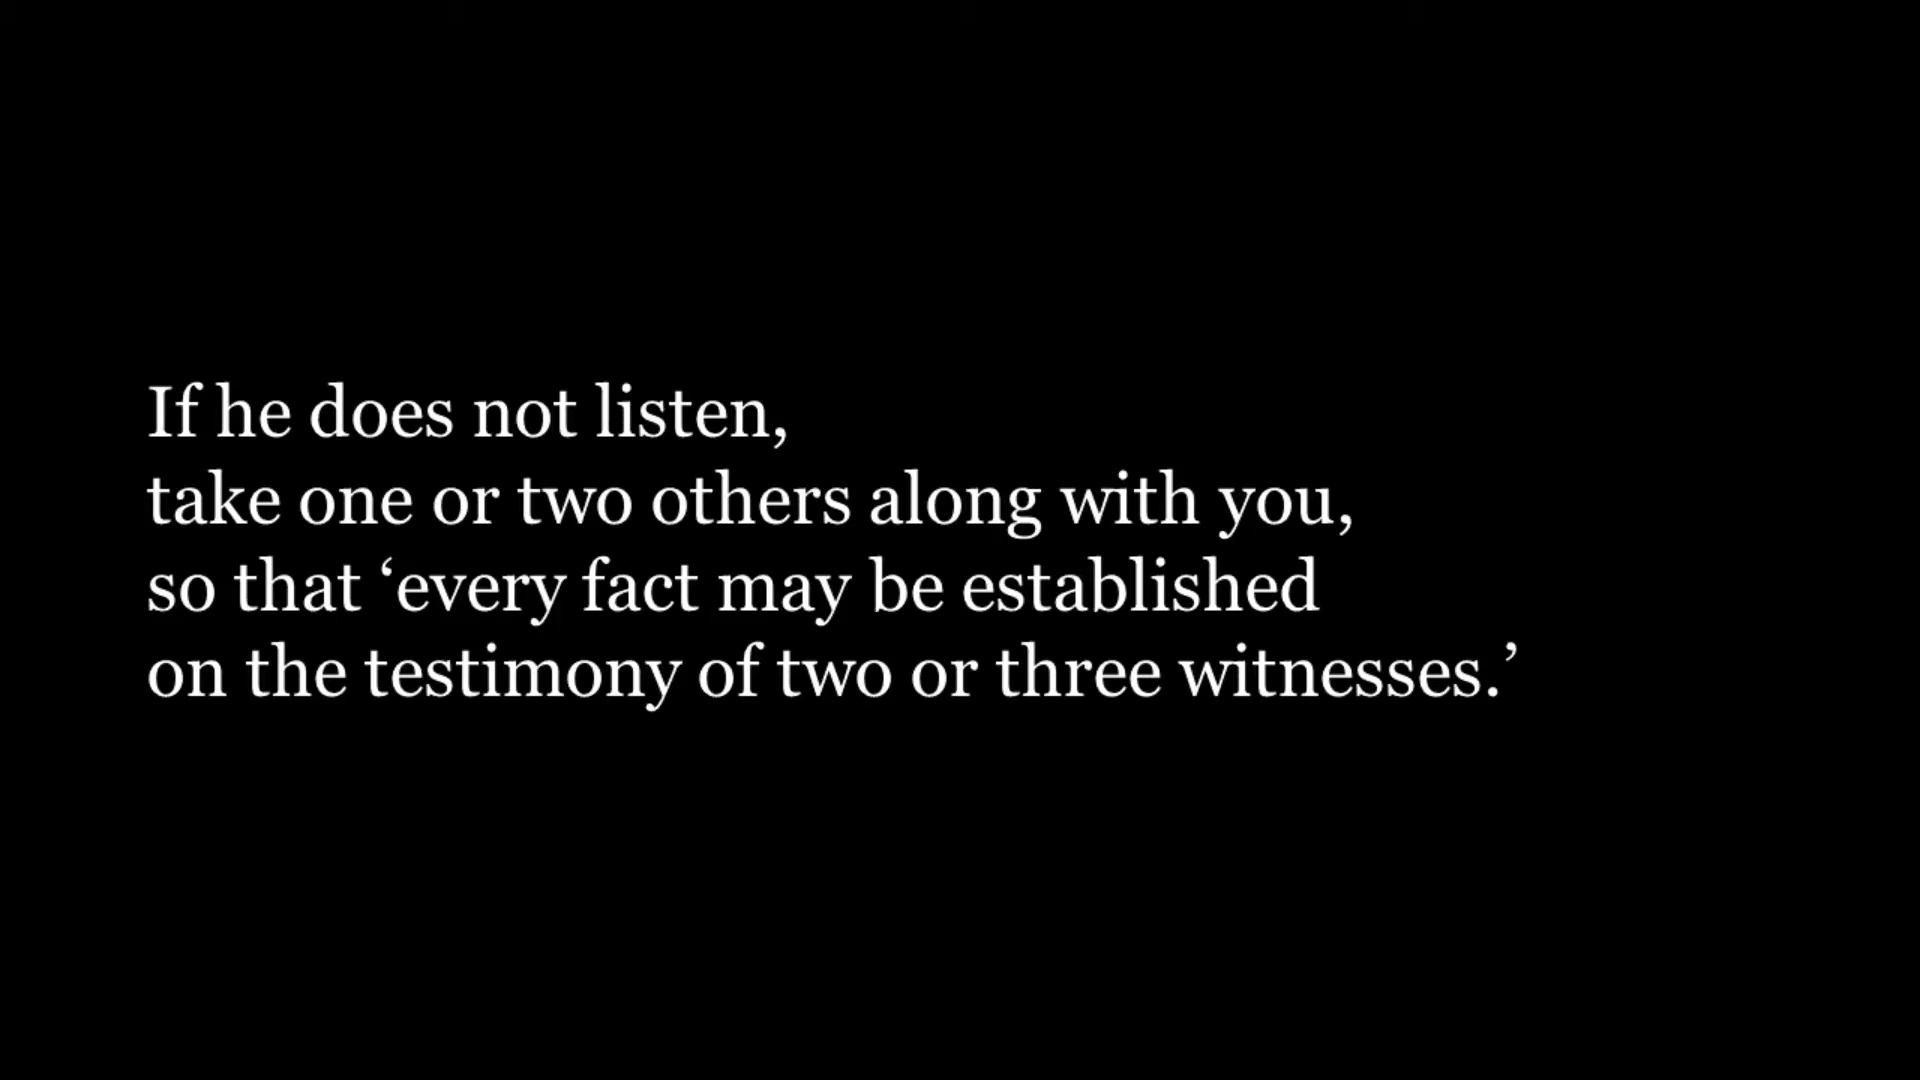 If he does not listen,
take one or two others along with you,
so that ‘every fact may be established
on the testimony of two or three witnesses.’